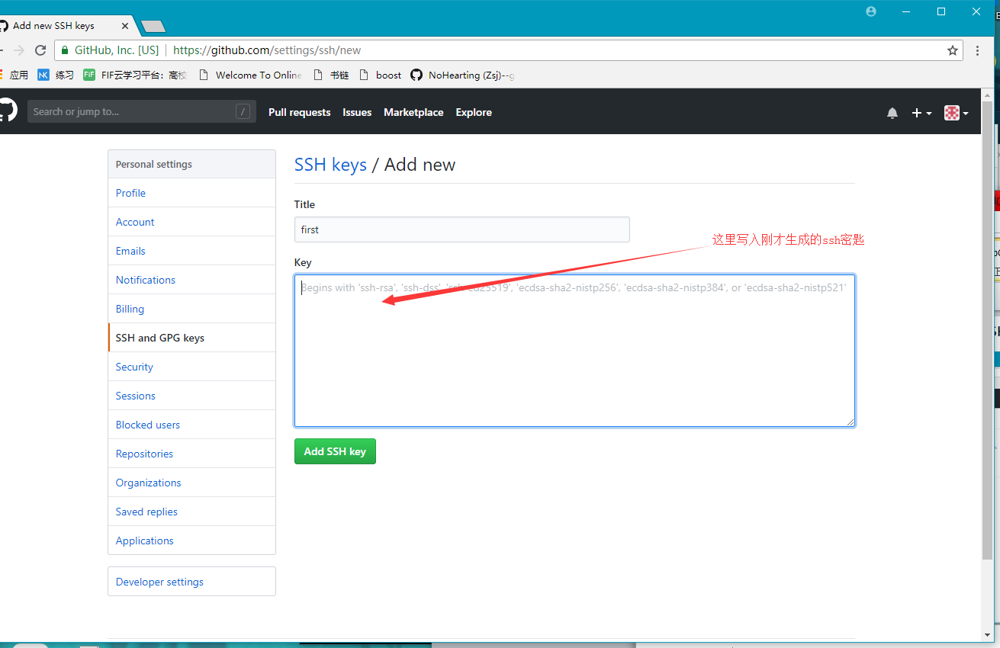 Add new SSH keys
GitHub, Inc. [US] https://github.com/settings/ssh/new
应用 NK 练习 FIF FIF云学习平台：高校 Welcome To Online 书链 boost NoHearting (Zsj)--g
Search or jump to... / Pull requests Issues Marketplace Explore
Personal settings
Profile
Account
Emails
Notifications
Billing
SSH and GPG keys
Security
Sessions
Blocked users
Repositories
Organizations
Saved replies
Applications
Developer settings
SSH keys / Add new
Title
first
这里写入刚才生成的ssh密匙
Key
Begins with 'ssh-rsa', 'ssh-dss', 'ssh-ed25519', 'ecdsa-sha2-nistp256', 'ecdsa-sha2-nistp384', or 'ecdsa-sha2-nistp521'
Add SSH key